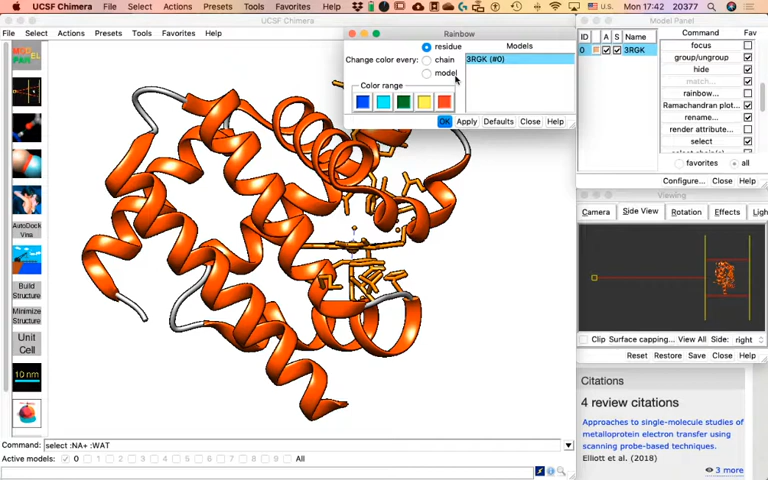 UCSF Chimera File Select Actions Presets Tools Favorites Help
U.S. Mon 17:42 20377 Fav
UCSF Chimera
File Select Actions Presets Tools Favorites Help
Rainbow
Change color every:
residue
chain
model
Models
3RGK (#0)
Color range
OK Apply Defaults Close Help
Model Panel
ID A S Name
0 3RGK
Command Fav
focus
group/ungroup
hide
match...
rainbow...
Ramachandran plot...
rename...
render attribute...
select
favorites all
Configure... Close Help
AutoDock
Vina
Build
Structure
Minimize
Structure
Unit
Cell
10 nm
Viewing
Camera Side View Rotation Effects Ligh
Clip Surface capping... View All Side: right
Reset Restore Save Close Help
Citations
4 review citations
Approaches to single-molecule studies of
metalloprotein electron transfer using
scanning probe-based techniques.
Elliott et al. (2018)
3 more
Command: select :NA+ :WAT
Active models: 0 1 2 3 4 5 6 7 8 9 All